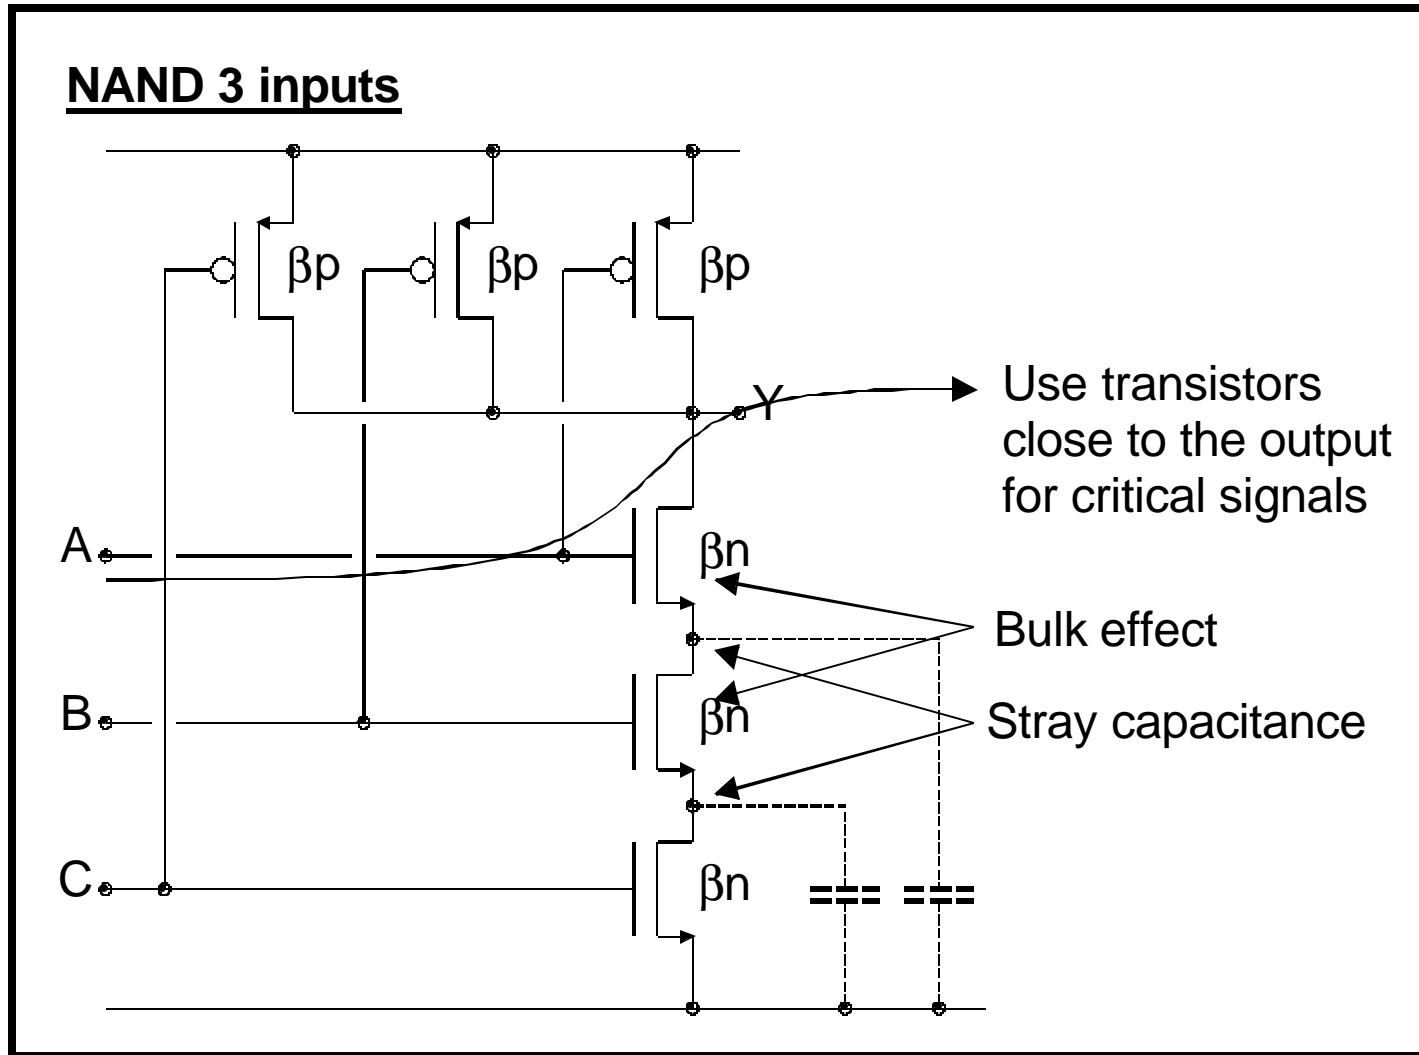 NAND 3 inputs
βp
βp
βp
Y
Use transistors
close to the output
for critical signals
A
βn
Bulk effect
B
βn
Stray capacitance
C
βn